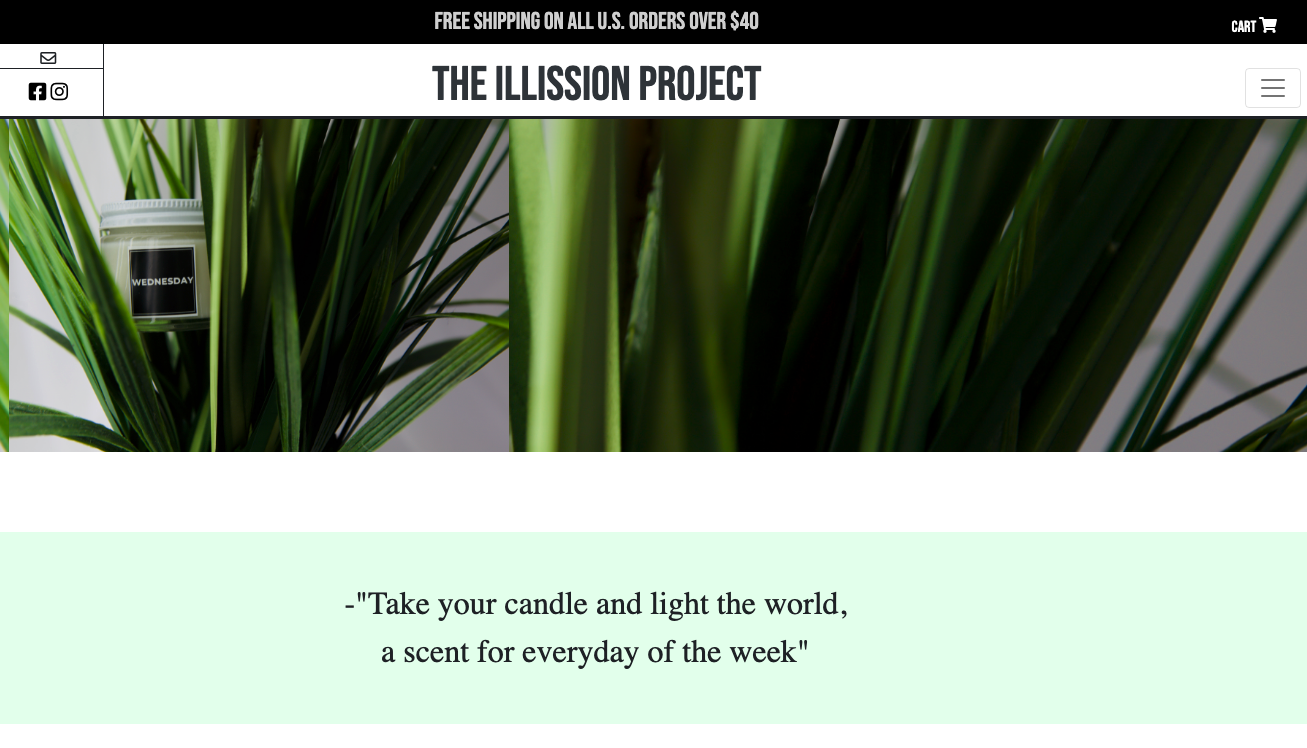 FREE SHIPPING ON ALL U.S. ORDERS OVER $40
CART
THE ILLISSION PROJECT
WEDNESDAY
-"Take your candle and light the world,
a scent for everyday of the week"